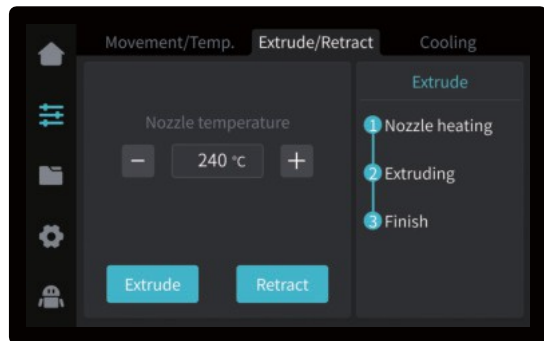 Movement/Temp. Extrude/Retract Cooling
Nozzle temperature
− 240 °C +
Extrude Retract
Extrude
1 Nozzle heating
2 Extruding
3 Finish